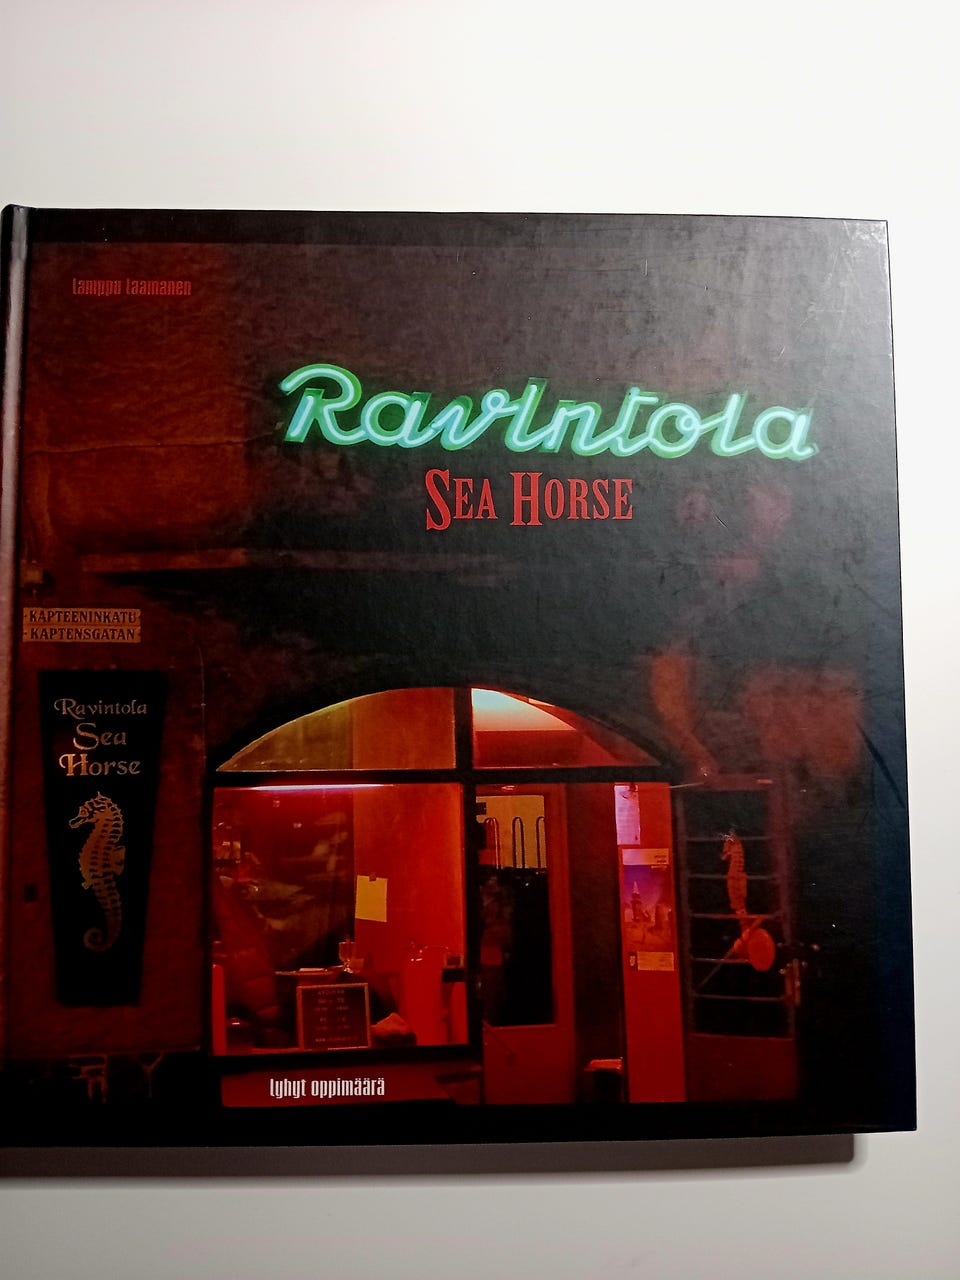 Lamppu Laamanen
Ravintola
SEA HORSE
KAPTEENINKATU
KAPTENSGATAN
Ravintola
Sea
Horse
Lyhyt oppimäärä